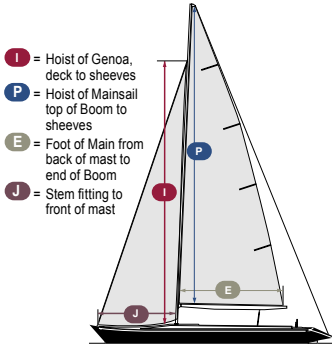 I = Hoist of Genoa,
deck to sheeves
P = Hoist of Mainsail
top of Boom to
sheeves
E = Foot of Main from
back of mast to
end of Boom
J = Stem fitting to
front of mast
P
I
E
J